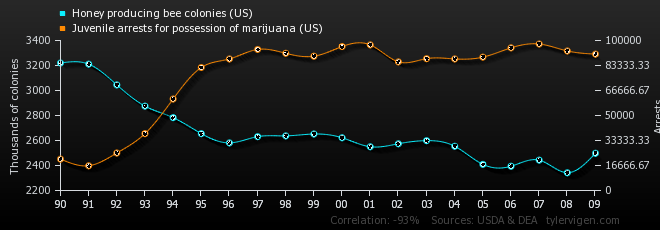 Honey producing bee colonies (US)
Juvenile arrests for possession of marijuana (US)
3400 100000
3200 83333.33
3000 66666.67
2800 50000
2600 33333.33
2400 16666.67
2200 0
Thousands of colonies
Arrests
90 91 92 93 94 95 96 97 98 99 00 01 02 03 04 05 06 07 08 09
Correlation: -93% Sources: USDA & DEA tylervigen.com